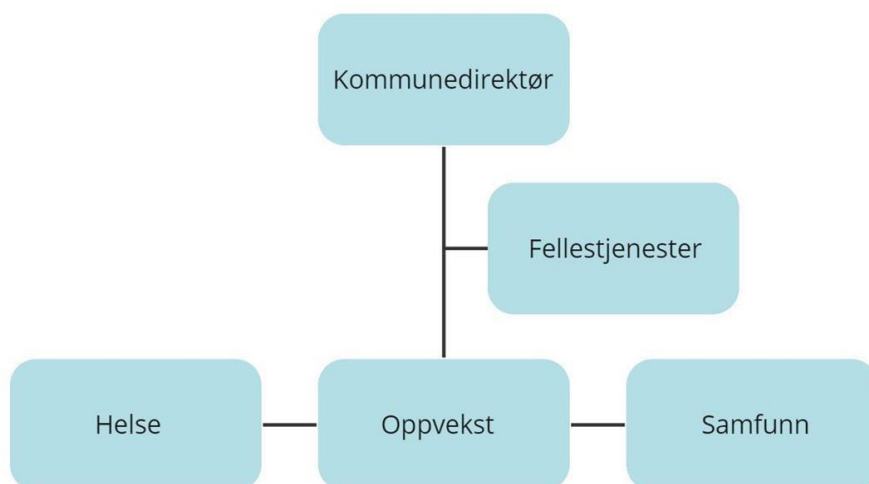 Kommunedirektør
Fellestjenester
Helse
Oppvekst
Samfunn